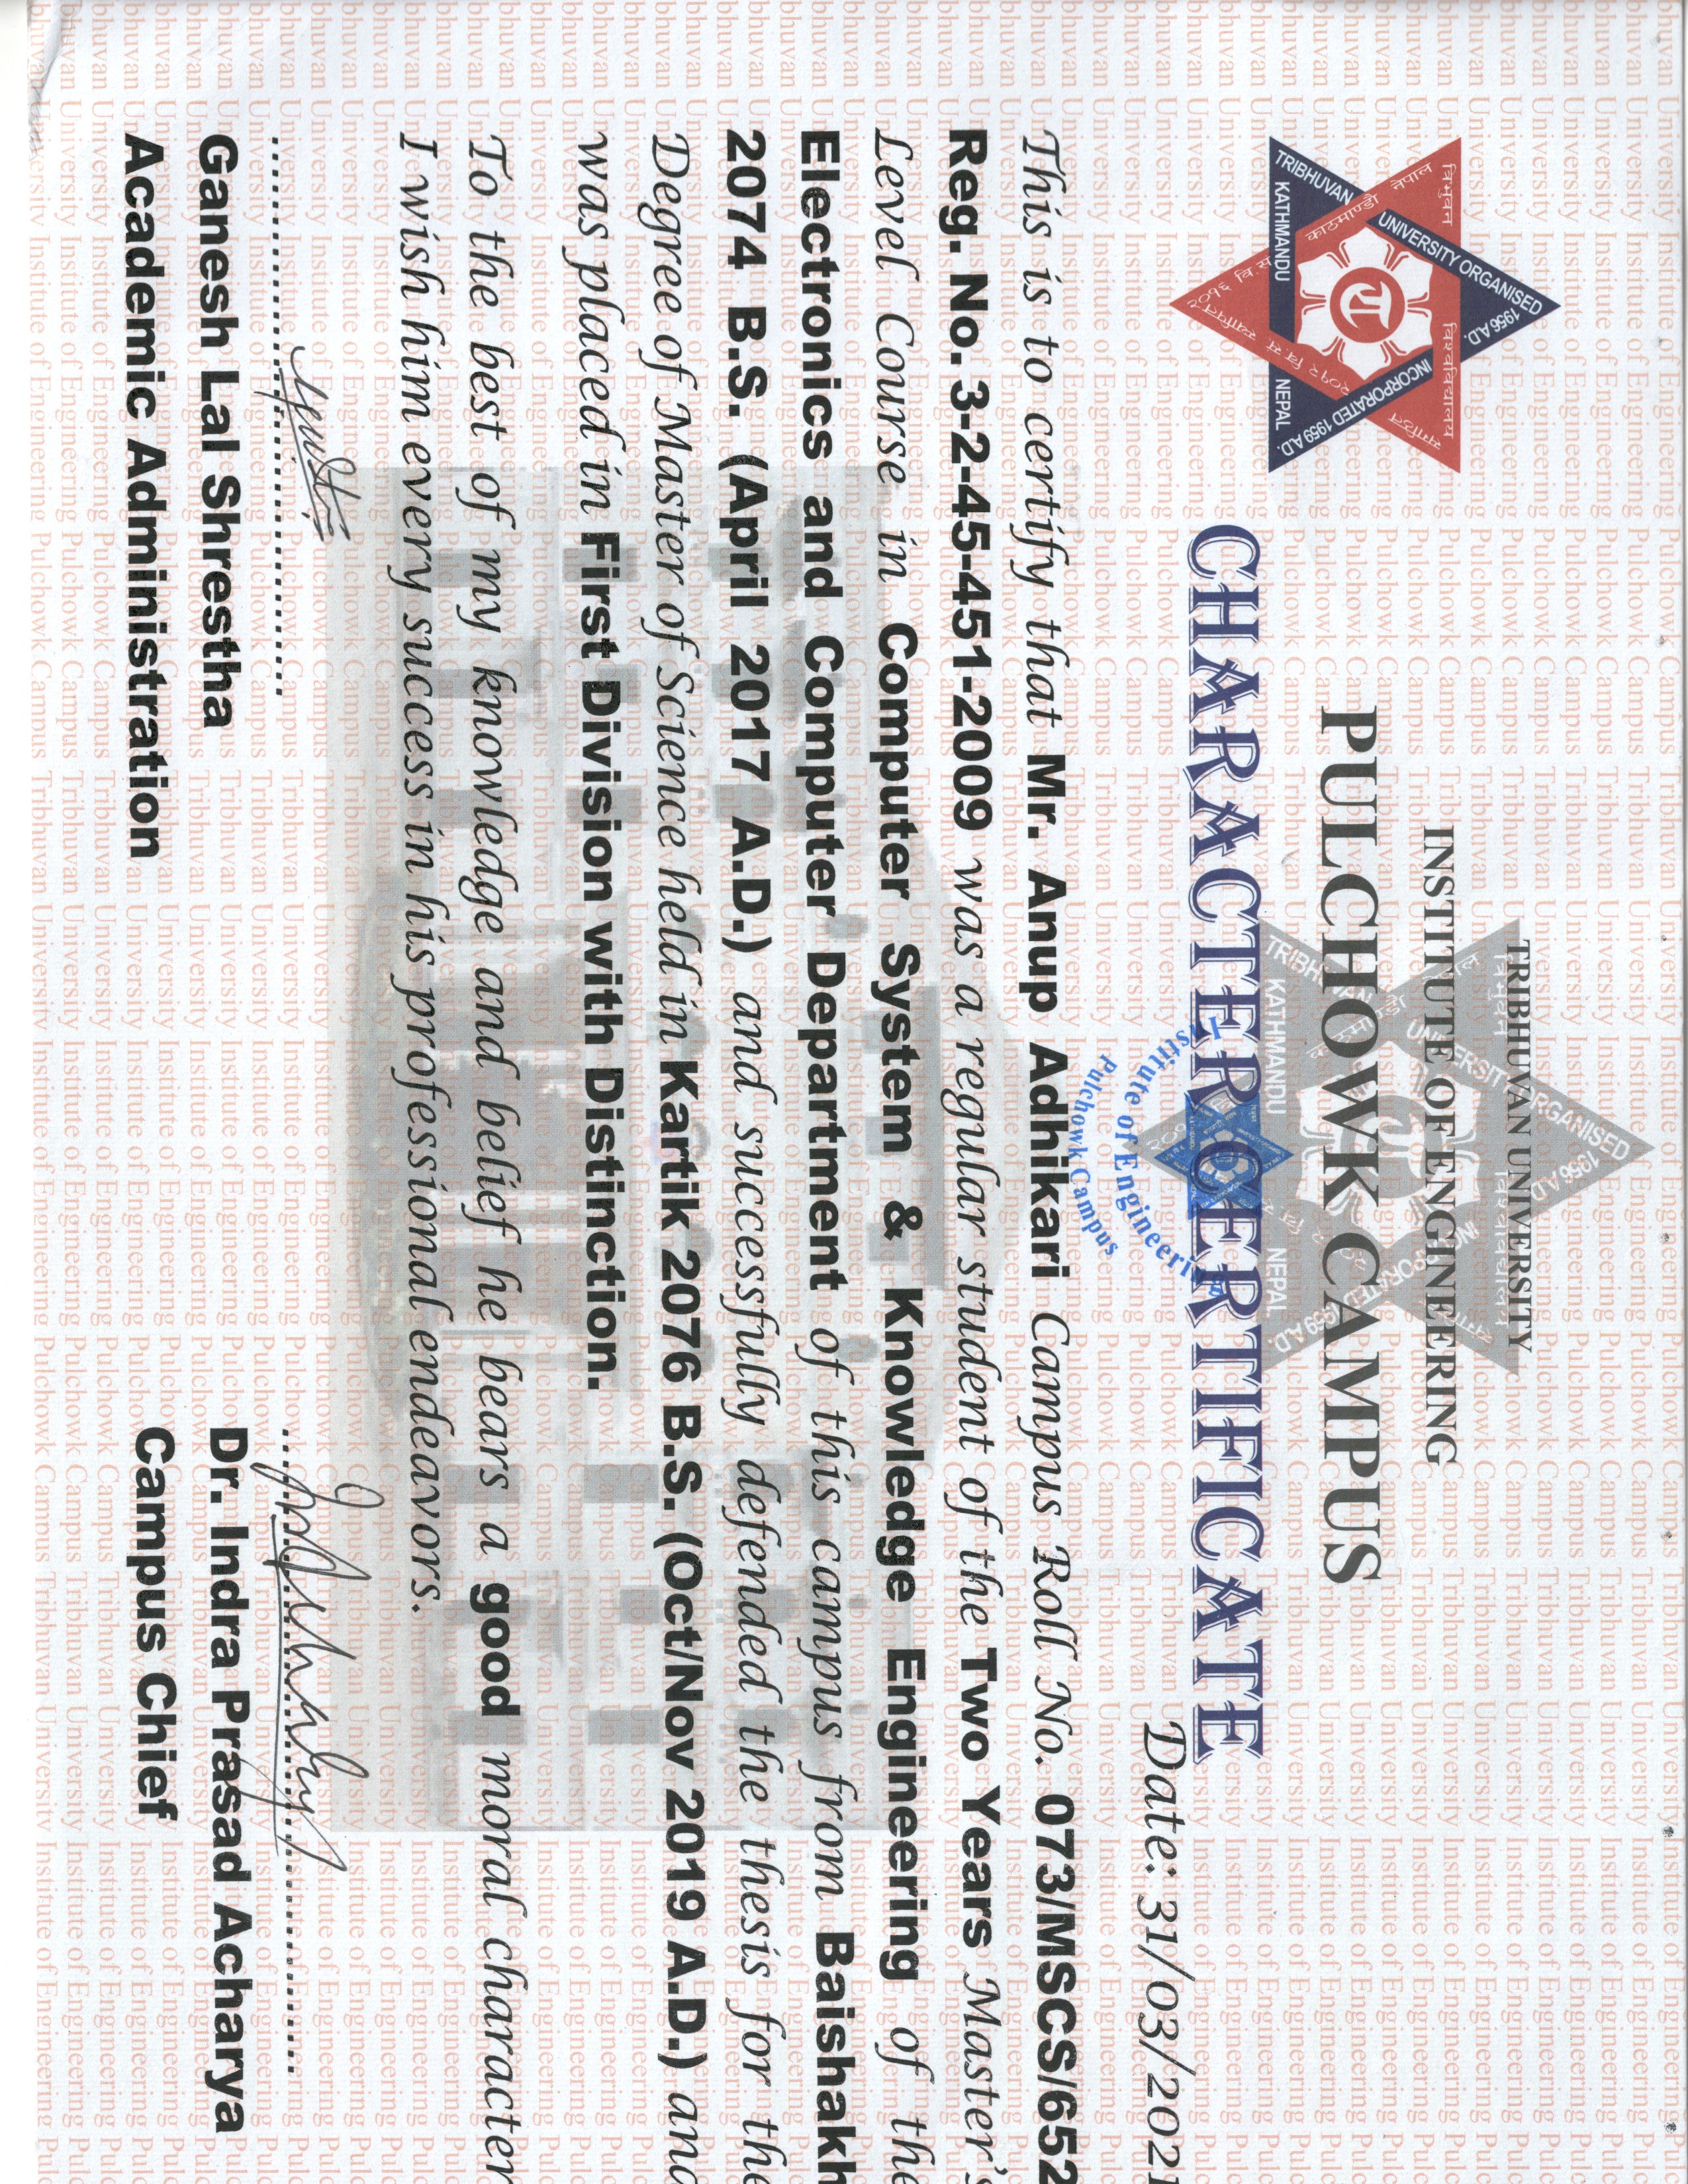 TRIBHUVAN UNIVERSITY
INSTITUTE OF ENGINEERING
PULCHOWK CAMPUS
CHARACTER CERTIFICATE
TRIBHUVAN UNIVERSITY ORGANISED 1956 A.D.
INCORPORATED 1959 A.D.
KATHMANDU NEPAL
त्रिभुवन विश्वविद्यालय
काठमाण्डौ नेपाल
Institute of Engineering
Pulchowk Campus
Date: 31/03/2021
This is to certify that Mr. Anup Adhikari Campus Roll No. 073/MSCS/652
Reg. No. 3-2-45-451-2009 was a regular student of the Two Years Master's
Level Course in Computer System & Knowledge Engineering of the
Electronics and Computer Department of this campus from Baishakh
2074 B.S. (April 2017 A.D.) and successfully defended the thesis for the
Degree of Master of Science held in Kartik 2076 B.S. (Oct/Nov 2019 A.D.) and
was placed in First Division with Distinction.
To the best of my knowledge and belief he bears a good moral character
I wish him every success in his professional endeavors.
Ganesh Lal Shrestha
Academic Administration
Dr. Indra Prasad Acharya
Campus Chief